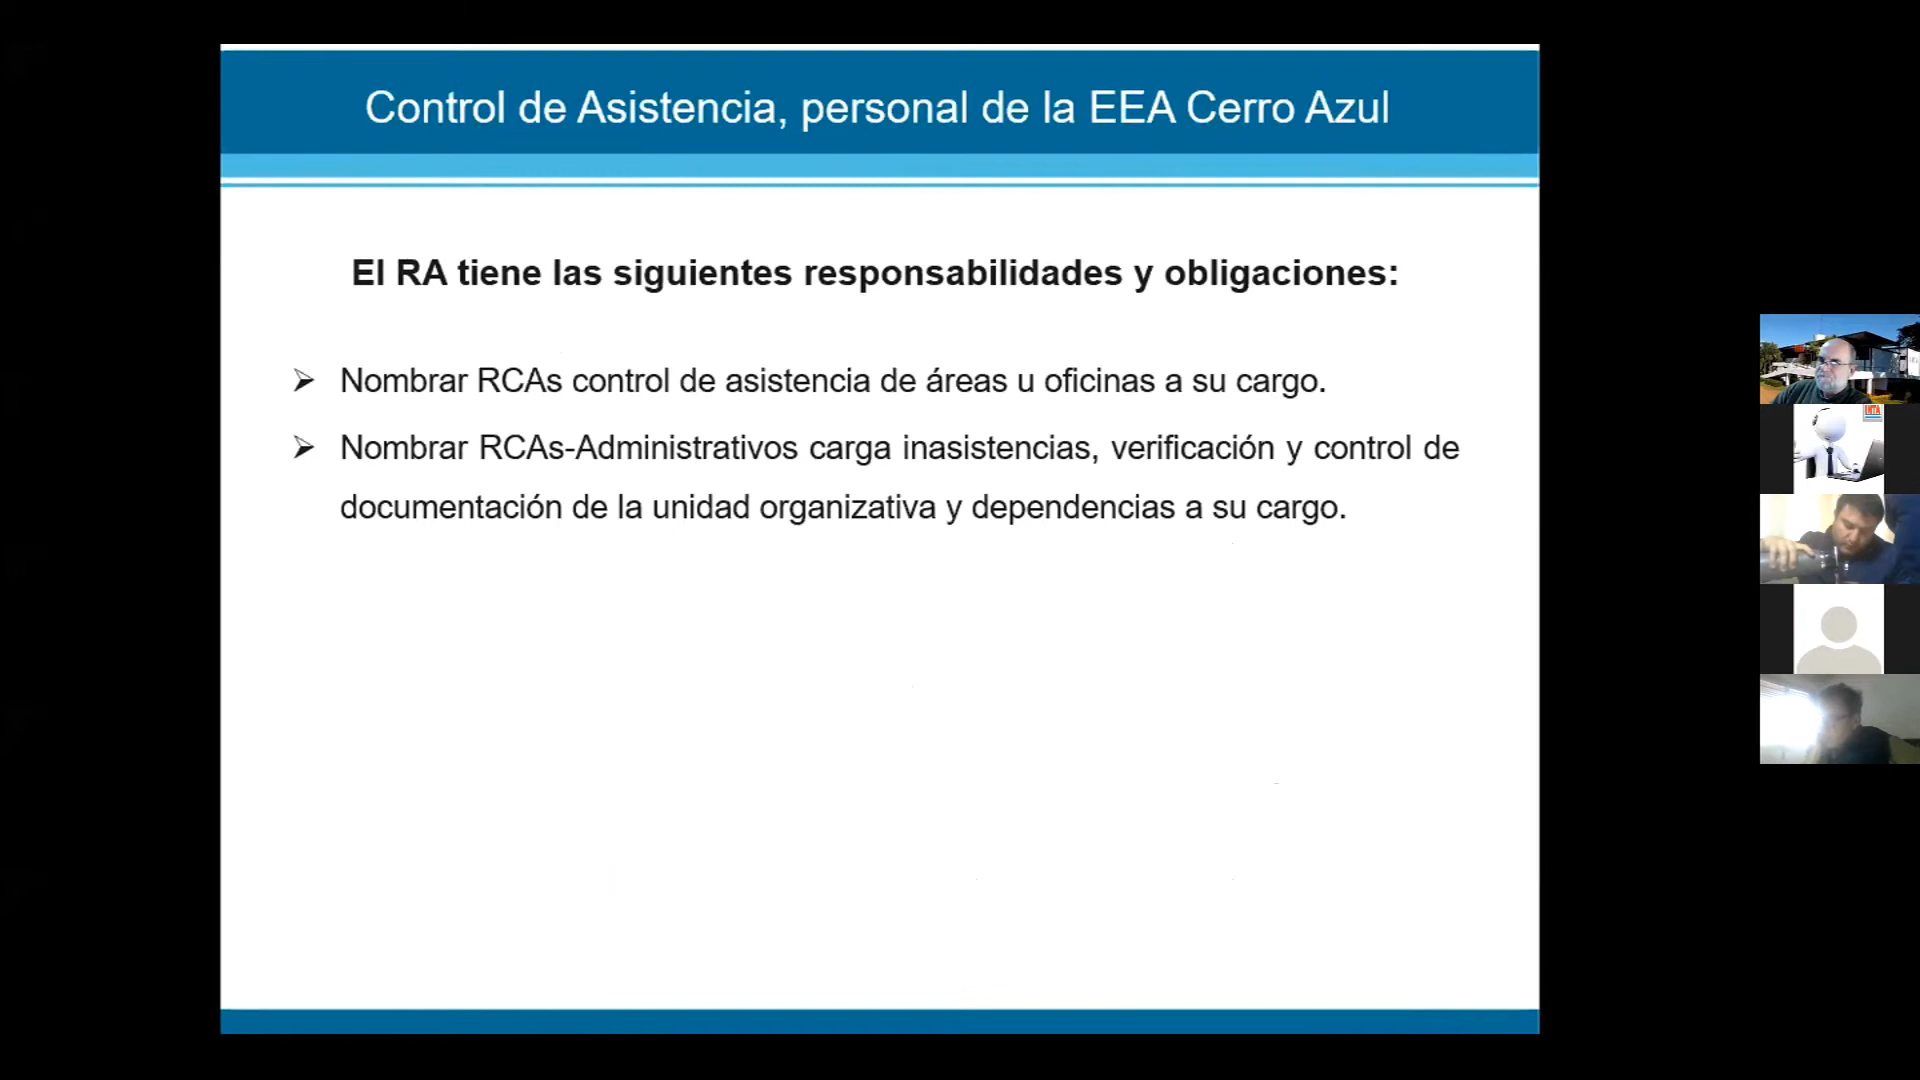 Control de Asistencia, personal de la EEA Cerro Azul
El RA tiene las siguientes responsabilidades y obligaciones:
Nombrar RCAs control de asistencia de áreas u oficinas a su cargo.
Nombrar RCAs-Administrativos carga inasistencias, verificación y control de
documentación de la unidad organizativa y dependencias a su cargo.